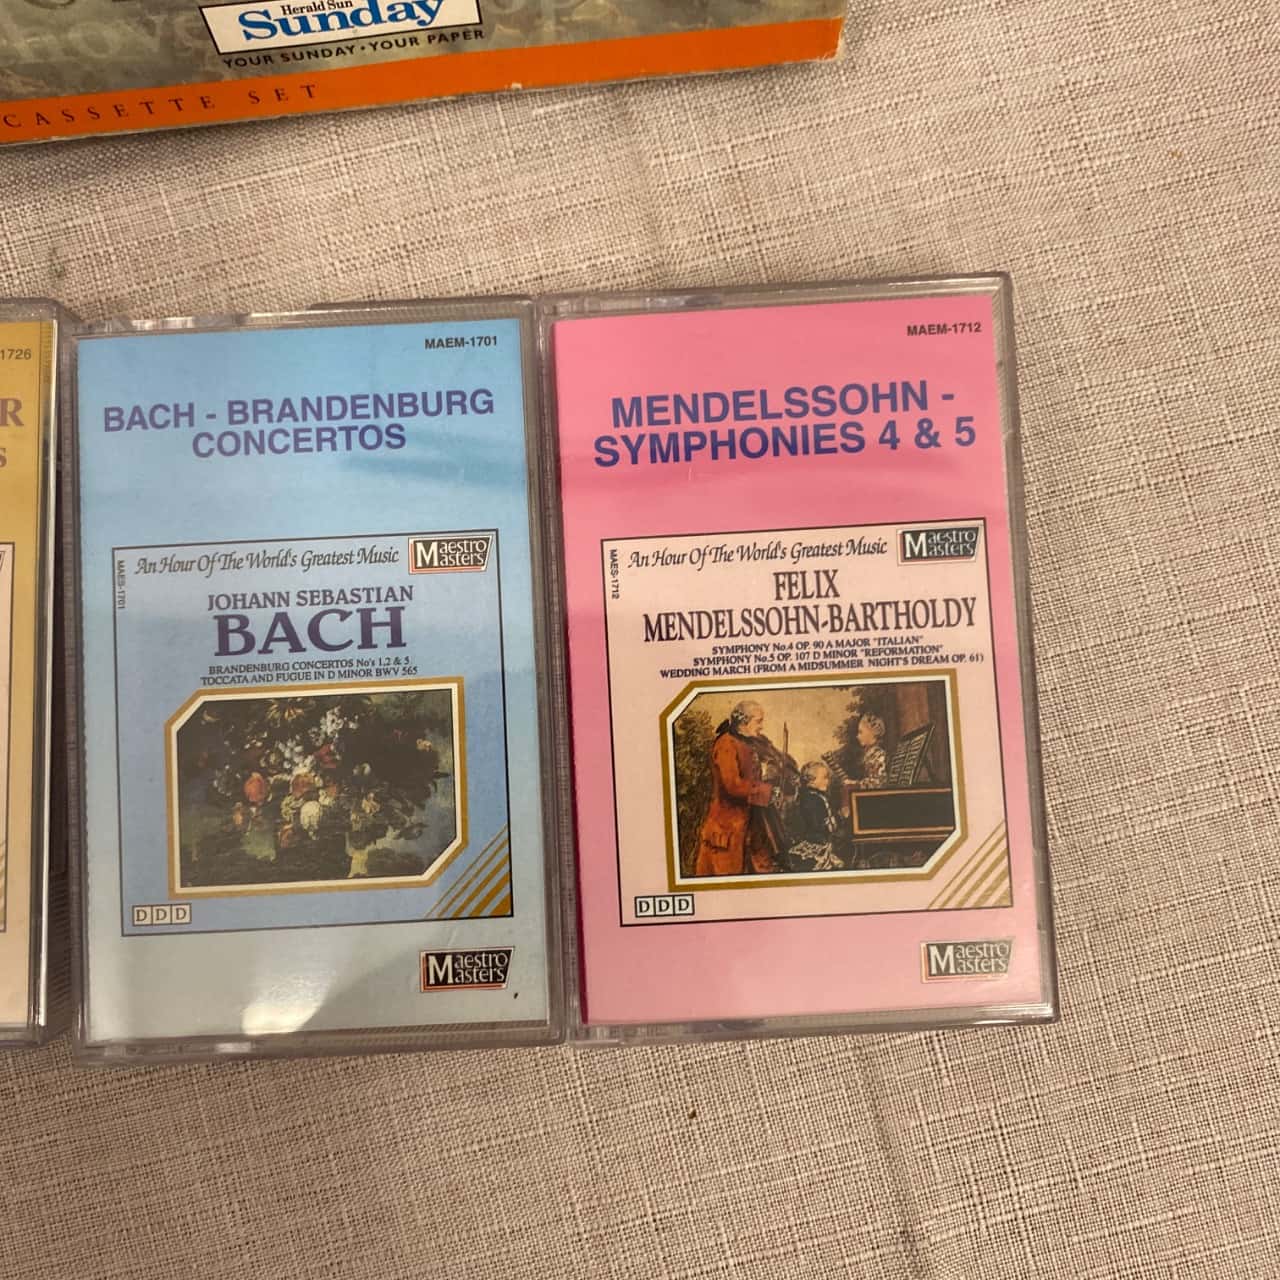 Herald Sun
Sunday
YOUR SUNDAY • YOUR PAPER
CASSETTE SET
1726
R
S
MAEM-1701
BACH - BRANDENBURG
CONCERTOS
MAES-1701
An Hour Of The World's Greatest Music
Maestro
Masters
JOHANN SEBASTIAN
BACH
BRANDENBURG CONCERTOS No's 1,2 & 5
TOCCATA AND FUGUE IN D MINOR BWV 565
DDD
Maestro
Masters
MAEM-1712
MENDELSSOHN -
SYMPHONIES 4 & 5
MAES-1712
An Hour Of The World's Greatest Music
Maestro
Masters
FELIX
MENDELSSOHN-BARTHOLDY
SYMPHONY No.4 OP. 90 A MAJOR "ITALIAN"
SYMPHONY No.5 OP. 107 D MINOR "REFORMATION"
WEDDING MARCH (FROM A MIDSUMMER NIGHT'S DREAM OP. 61)
DDD
Maestro
Masters